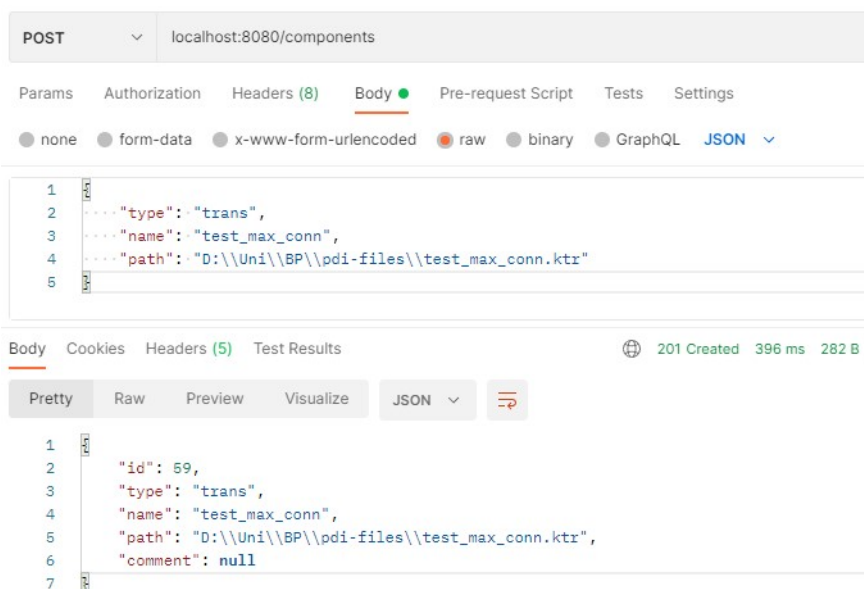 POST localhost:8080/components
Params Authorization Headers (8) Body Pre-request Script Tests Settings
none form-data x-www-form-urlencoded raw binary GraphQL JSON
1 {
2 ····"type":·"trans",
3 ····"name":·"test_max_conn",
4 ····"path":·"D:\\Uni\\BP\\pdi-files\\test_max_conn.ktr"
5 }
Body Cookies Headers (5) Test Results 201 Created 396 ms 282 B
Pretty Raw Preview Visualize JSON
1 {
2 "id": 59,
3 "type": "trans",
4 "name": "test_max_conn",
5 "path": "D:\\Uni\\BP\\pdi-files\\test_max_conn.ktr",
6 "comment": null
7 }